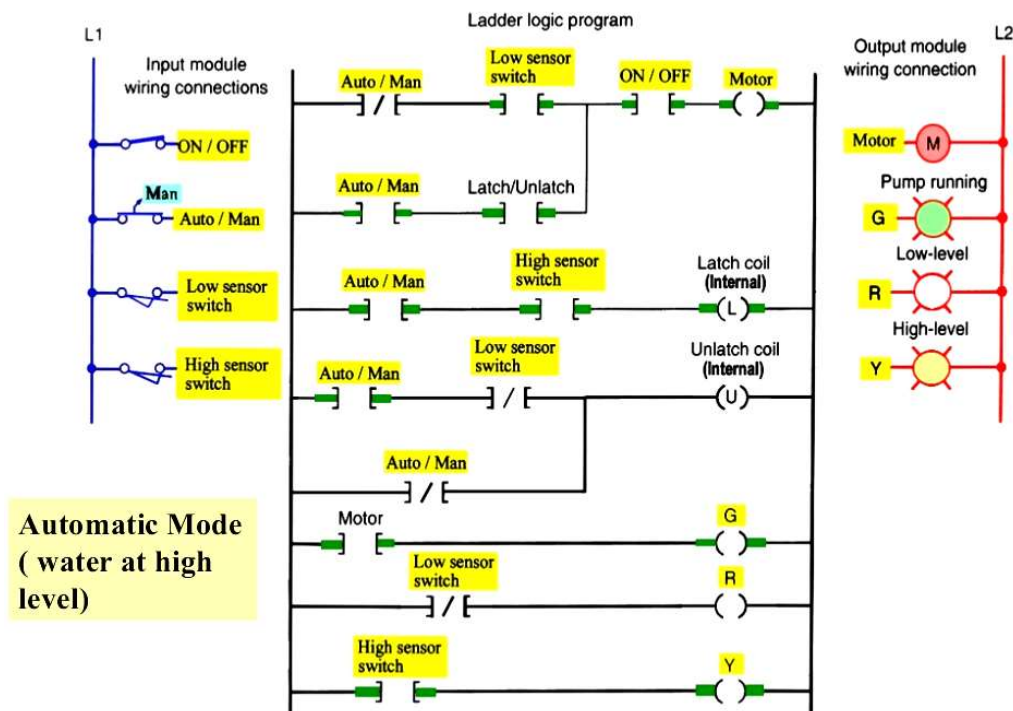 Ladder logic program
L1
L2
Input module
wiring connections
Output module
wiring connection
Auto / Man
Low sensor
switch
ON / OFF
Motor
ON / OFF
Man
Auto / Man
Low sensor
switch
High sensor
switch
Auto / Man
Latch/Unlatch
Auto / Man
High sensor
switch
Latch coil
(Internal)
L
Auto / Man
Low sensor
switch
Unlatch coil
(Internal)
U
Auto / Man
Motor
G
Low sensor
switch
R
High sensor
switch
Y
Motor
M
Pump running
G
Low-level
R
High-level
Y
Automatic Mode
( water at high
level)